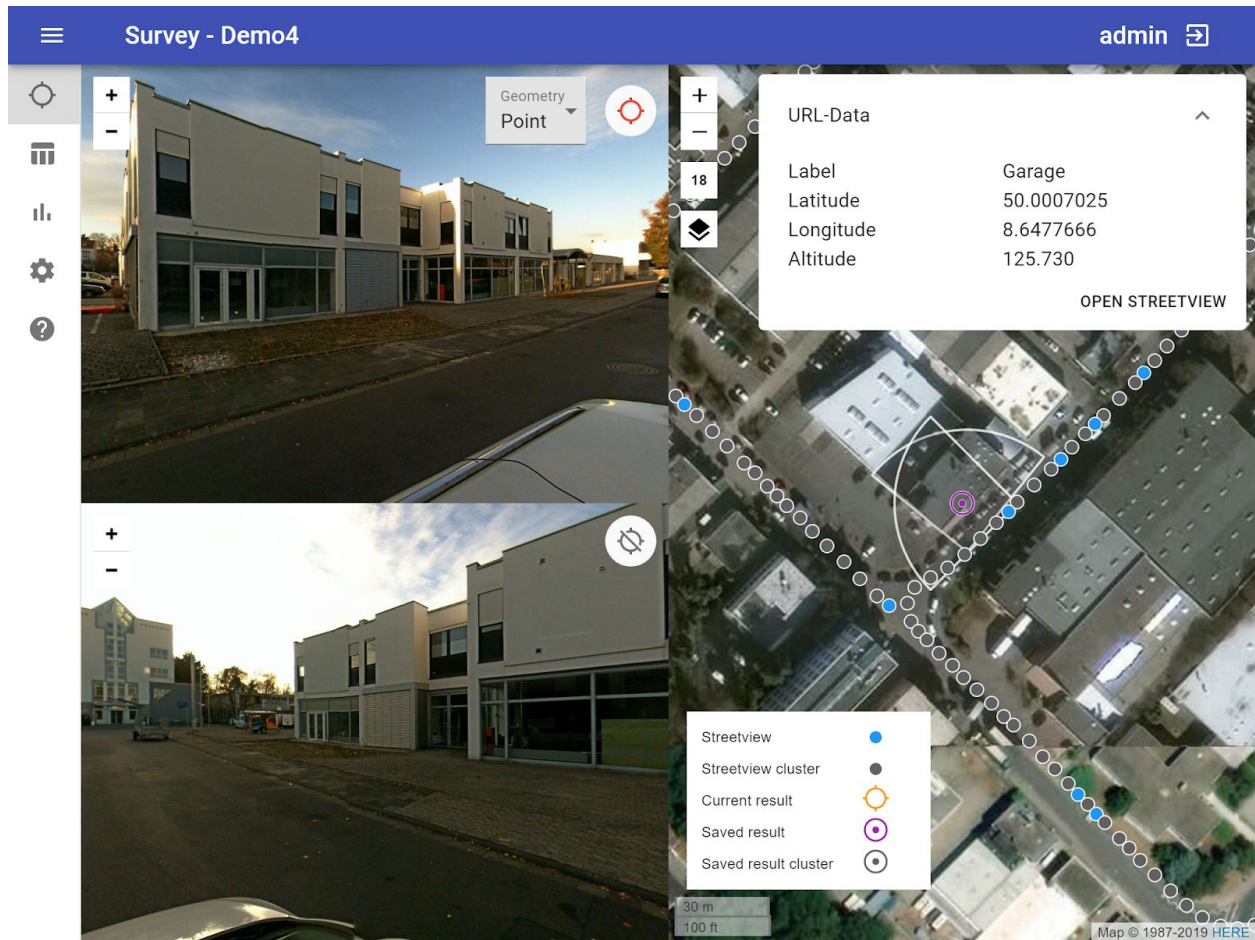 Survey - Demo4
admin
+
-
Geometry
Point
+
-
+
-
18
URL-Data
Label Garage
Latitude 50.0007025
Longitude 8.6477666
Altitude 125.730
OPEN STREETVIEW
Streetview
Streetview cluster
Current result
Saved result
Saved result cluster
30 m
100 ft
Map © 1987-2019 HERE